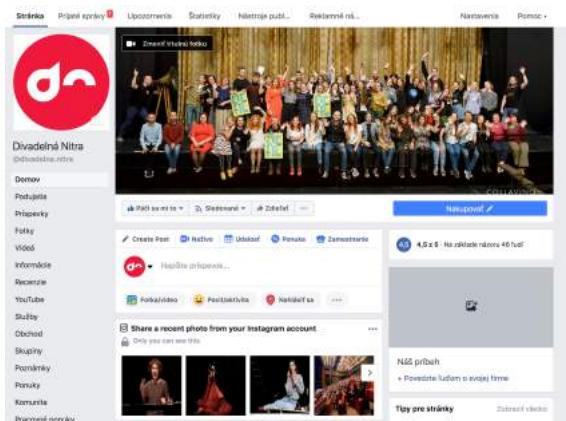 Stránka Prijaté správy Upozornenia Štatistiky Nástroje publ... Reklamné ná... Nastavenia Pomoc
Zmeniť titulnú fotku
dn
COLLAVINO
Divadelná Nitra
@divadelna.nitra
Páči sa mi to Sledované Zdieľať ... Nakupovať
Domov
Podujatia
Príspevky
Fotky
Videá
Informácie
Recenzie
YouTube
Služby
Obchod
Skupiny
Poznámky
Ponuky
Komunita
Pracovné ponuky
Create Post Naživo Udalosť Ponuka Zamestnanie
Napíšte príspevok...
Fotka/video Pocit/aktivita Nahlásiť sa ...
Share a recent photo from your Instagram account ...
Only you can see this
4,5 4,5 z 5 · Na základe názoru 46 ľudí
Náš príbeh
+ Povedzte ľuďom o svojej firme
Tipy pre stránky Zobraziť všetko